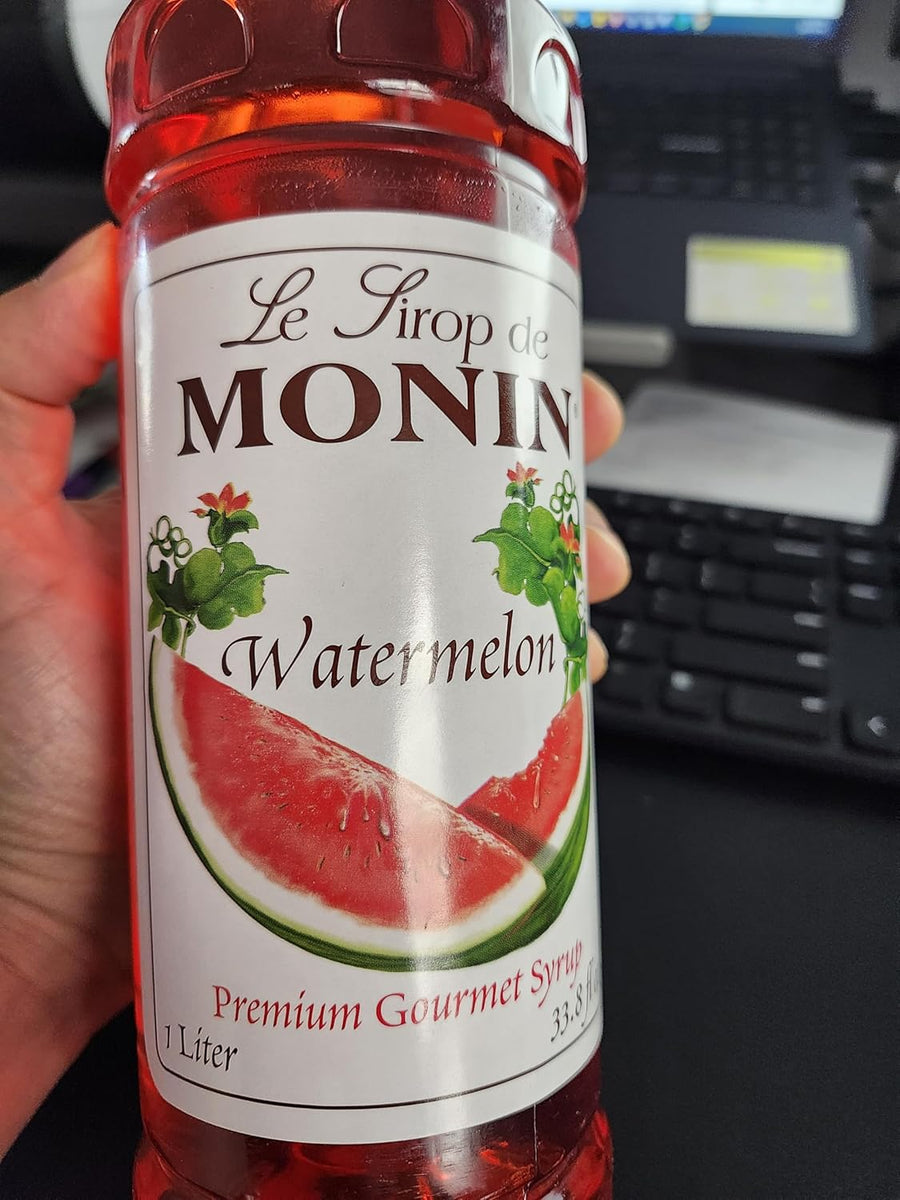 Le Sirop de
MONIN
Watermelon
Premium Gourmet Syrup
1 Liter
33.8 fl.